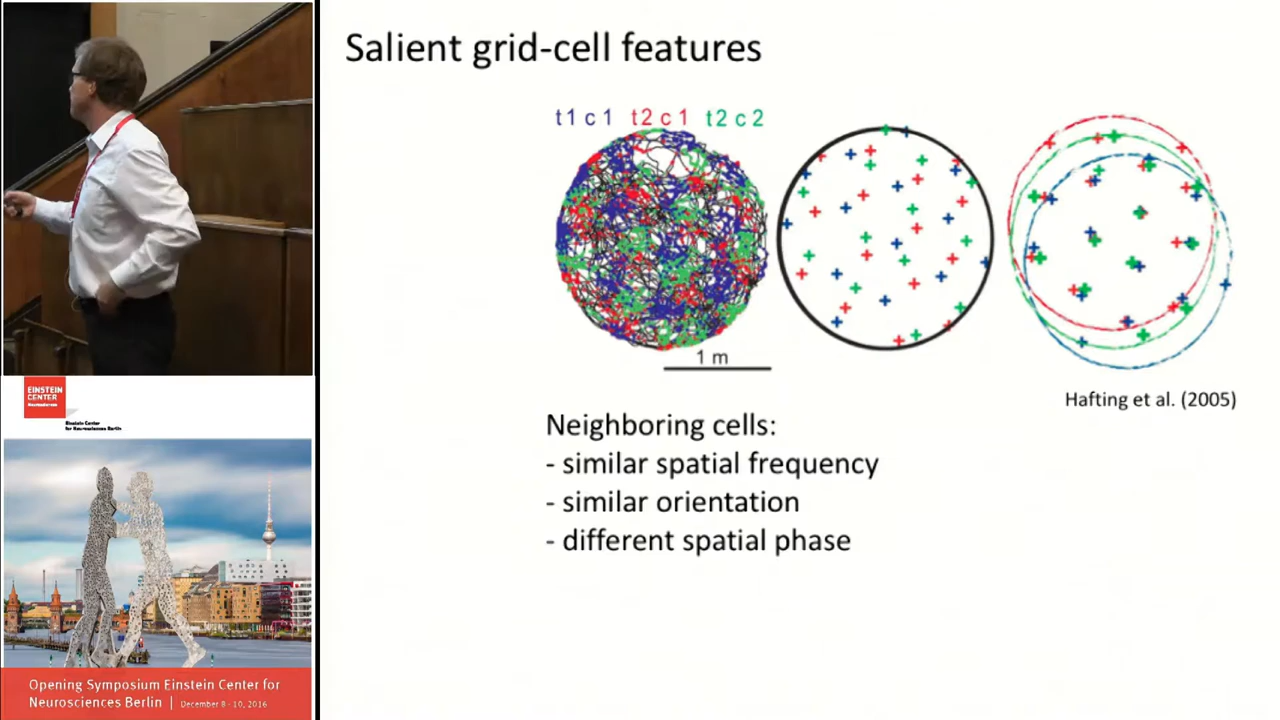 Salient grid-cell features
t1 c 1 t2 c 1 t2 c 2
1 m
Hafting et al. (2005)
Neighboring cells:
- similar spatial frequency
- similar orientation
- different spatial phase
EINSTEIN
CENTER
Neurosciences
Einstein Center
for Neurosciences Berlin
Opening Symposium Einstein Center for
Neurosciences Berlin | December 8 - 10, 2016